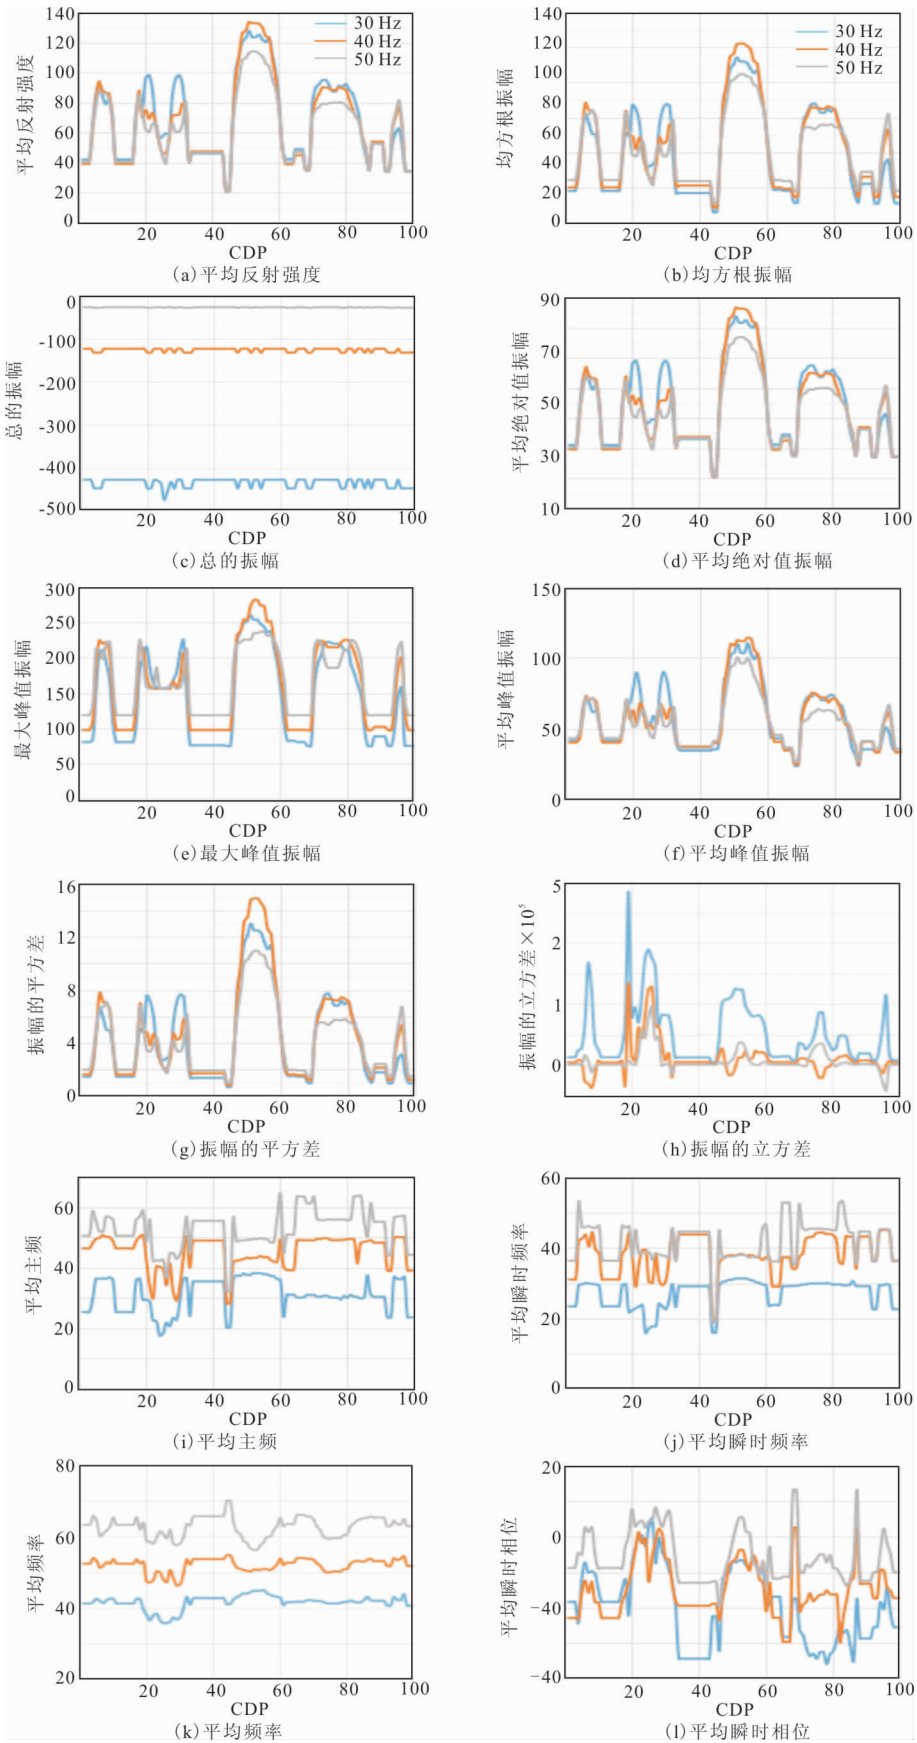 140
120
100
80
60
40
20
0
平均反射强度
30 Hz
40 Hz
50 Hz
20
40
60
80
100
CDP
(a)平均反射强度
140
120
100
80
60
40
20
0
均方根振幅
30 Hz
40 Hz
50 Hz
20
40
60
80
100
CDP
(b)均方根振幅
0
-100
-200
-300
-400
-500
总的振幅
20
40
60
80
100
CDP
(c)总的振幅
90
70
50
30
10
平均绝对值振幅
20
40
60
80
100
CDP
(d)平均绝对值振幅
300
250
200
150
100
50
0
最大峰值振幅
20
40
60
80
100
CDP
(e)最大峰值振幅
150
100
50
0
平均峰值振幅
20
40
60
80
100
CDP
(f)平均峰值振幅
16
12
8
4
0
振幅的平方差
20
40
60
80
100
CDP
(g)振幅的平方差
5
2
1
0
振幅的立方差×10⁵
20
40
60
80
100
CDP
(h)振幅的立方差
60
40
20
0
平均主频
20
40
60
80
100
CDP
(i)平均主频
60
40
20
0
平均瞬时频率
20
40
60
80
100
CDP
(j)平均瞬时频率
80
60
40
20
平均频率
20
40
60
80
100
CDP
(k)平均频率
20
0
-40
-40
平均瞬时相位
20
40
60
80
100
CDP
(l)平均瞬时相位